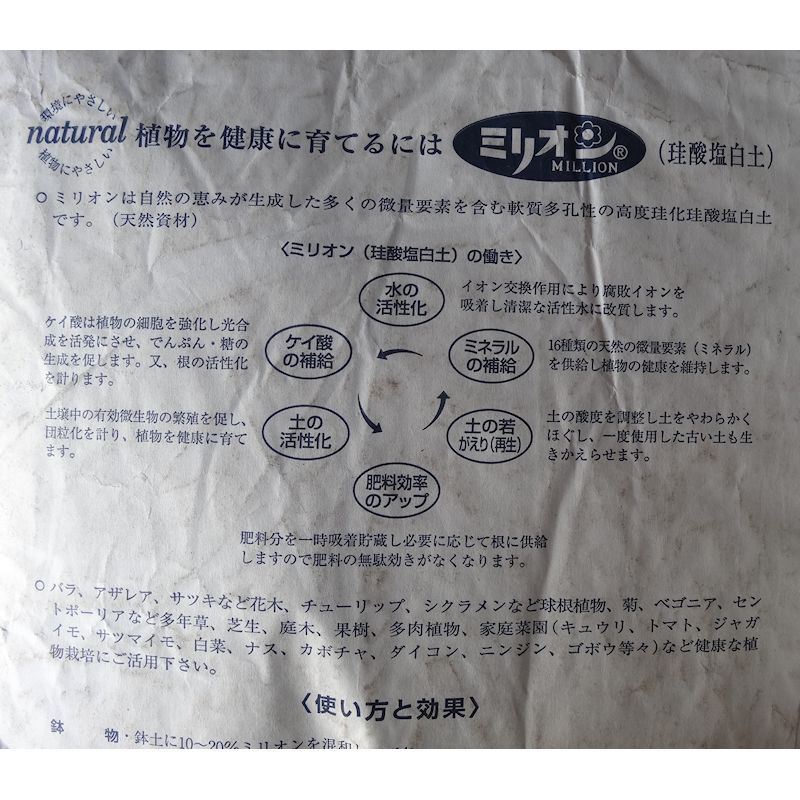 環境にやさしい
natural 植物を健康に育てるには ミリオン® MILLION (珪酸塩白土)
植物にやさしい
○ ミリオンは自然の恵みが生成した多くの微量要素を含む軟質多孔性の高度珪化珪酸塩白土
です。(天然資材)
〈ミリオン(珪酸塩白土)の働き〉
水の
活性化
イオン交換作用により腐敗イオンを
吸着し清潔な活性水に改質します。
ケイ酸は植物の細胞を強化し光合
成を活発にさせ、でんぷん・糖の
生成を促します。又、根の活性化
を計ります。
ケイ酸
の補給
ミネラル
の補給
16種類の天然の微量要素(ミネラル)
を供給し植物の健康を維持します。
土壌中の有効微生物の繁殖を促し、
団粒化を計り、植物を健康に育て
ます。
土の
活性化
土の若
がえり(再生)
土の酸度を調整し土をやわらかく
ほぐし、一度使用した古い土も生
きかえらせます。
肥料効率
のアップ
肥料分を一時吸着貯蔵し必要に応じて根に供給
しますので肥料の無駄効きがなくなります。
○ バラ、アザレア、サツキなど花木、チューリップ、シクラメンなど球根植物、菊、ベゴニア、セン
トポーリアなど多年草、芝生、庭木、果樹、多肉植物、家庭菜園(キュウリ、トマト、ジャガ
イモ、サツマイモ、白菜、ナス、カボチャ、ダイコン、ニンジン、ゴボウ等々)など健康な植
物栽培にご活用下さい。
〈使い方と効果〉
鉢 物・鉢土に10〜20%ミリオンを混和し